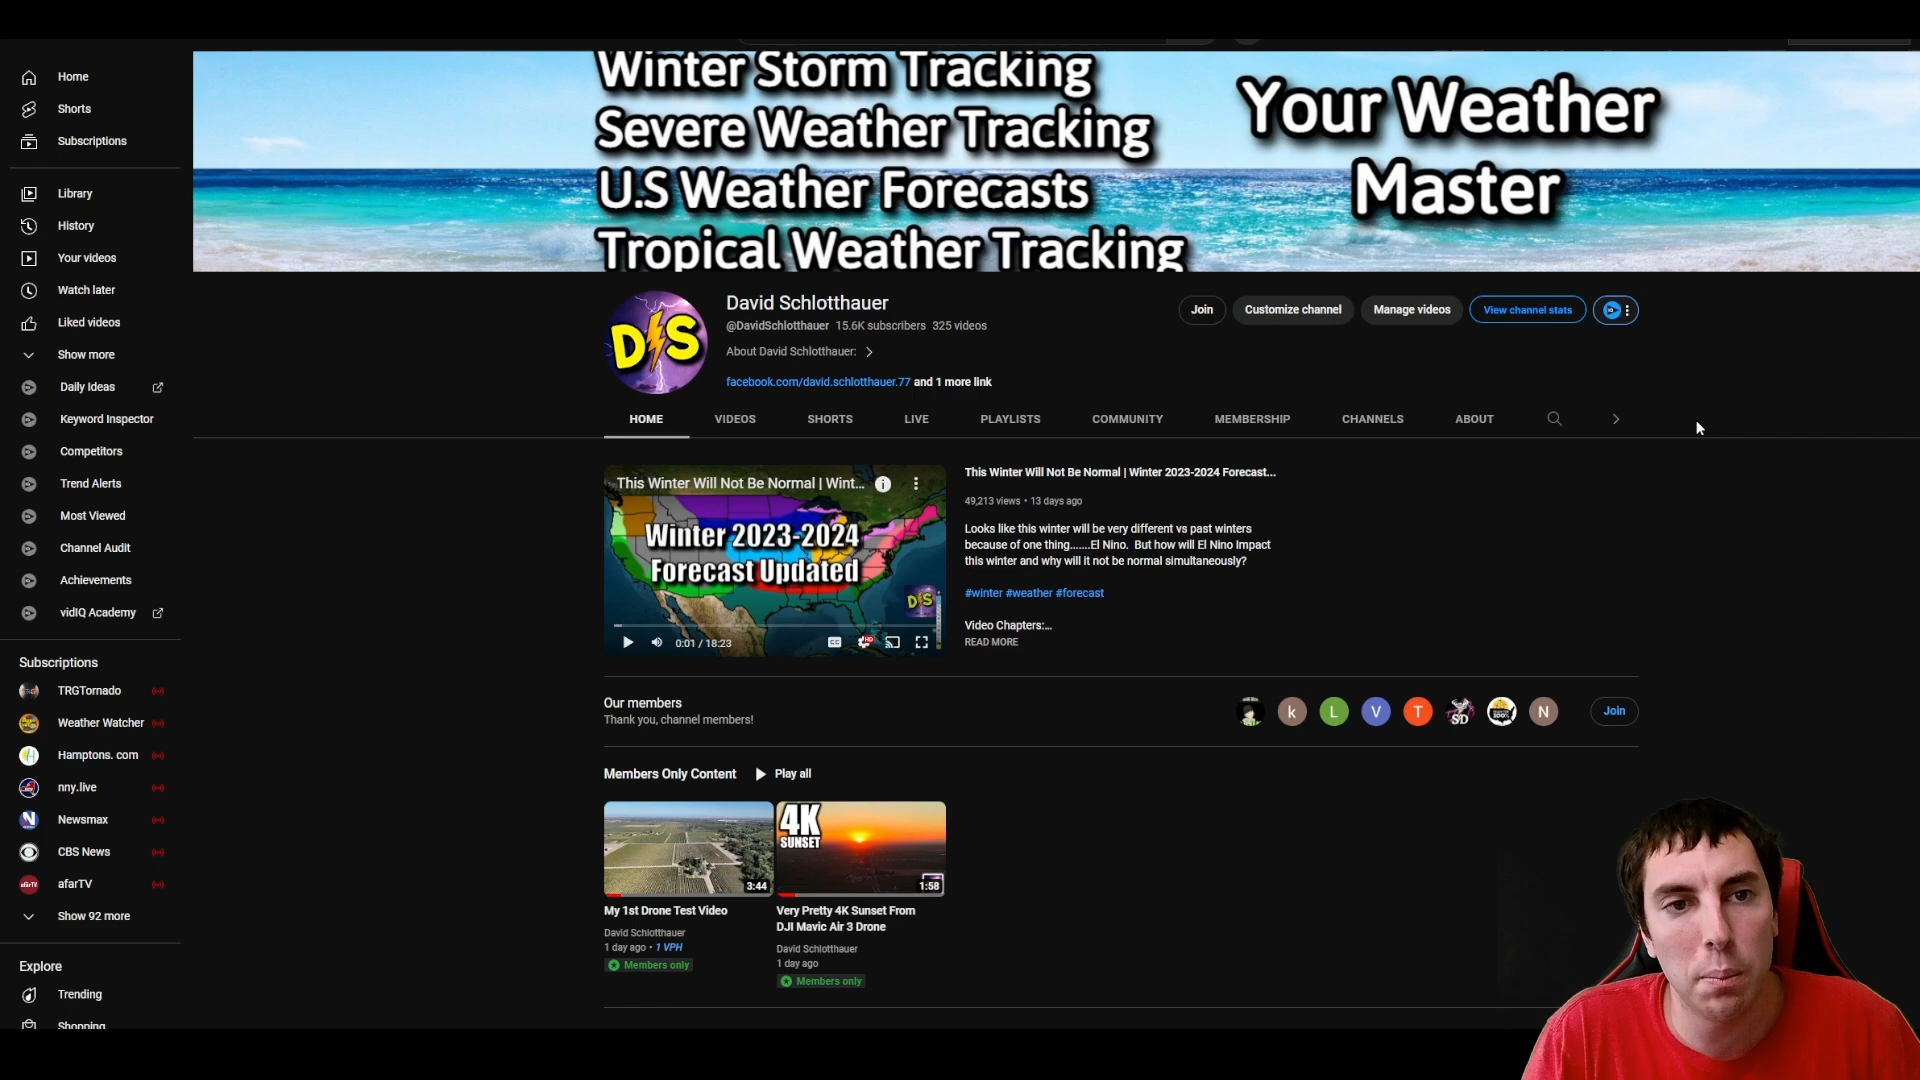 Home
Shorts
Subscriptions
Library
History
Your videos
Watch later
Liked videos
Show more
Daily Ideas
Keyword Inspector
Competitors
Trend Alerts
Most Viewed
Channel Audit
Achievements
vidIQ Academy
Subscriptions
TRGTornado
Weather Watcher
Hamptons. com
nny.live
Newsmax
CBS News
afarTV
Show 92 more
Explore
Trending
Shopping
Winter Storm Tracking
Severe Weather Tracking
U.S Weather Forecasts
Tropical Weather Tracking
Your Weather
Master
DS
David Schlotthauer
@DavidSchlotthauer 15.6K subscribers 325 videos
About David Schlotthauer:
facebook.com/david.schlotthauer.77 and 1 more link
Join
Customize channel
Manage videos
View channel stats
HOME VIDEOS SHORTS LIVE PLAYLISTS COMMUNITY MEMBERSHIP CHANNELS ABOUT
This Winter Will Not Be Normal | Wint...
Winter 2023-2024
Forecast Updated
DS
0:01 / 18:23
CC
HD
This Winter Will Not Be Normal | Winter 2023-2024 Forecast...
49,213 views • 13 days ago
Looks like this winter will be very different vs past winters
because of one thing.......El Nino. But how will El Nino Impact
this winter and why will it not be normal simultaneously?
#winter #weather #forecast
Video Chapters:...
READ MORE
Our members
Thank you, channel members!
k
L
V
T
SD
N
Join
Members Only Content
Play all
3:44
My 1st Drone Test Video
David Schlotthauer
1 day ago • 1 VPH
Members only
4K
SUNSET
1:58
Very Pretty 4K Sunset From
DJI Mavic Air 3 Drone
David Schlotthauer
1 day ago
Members only